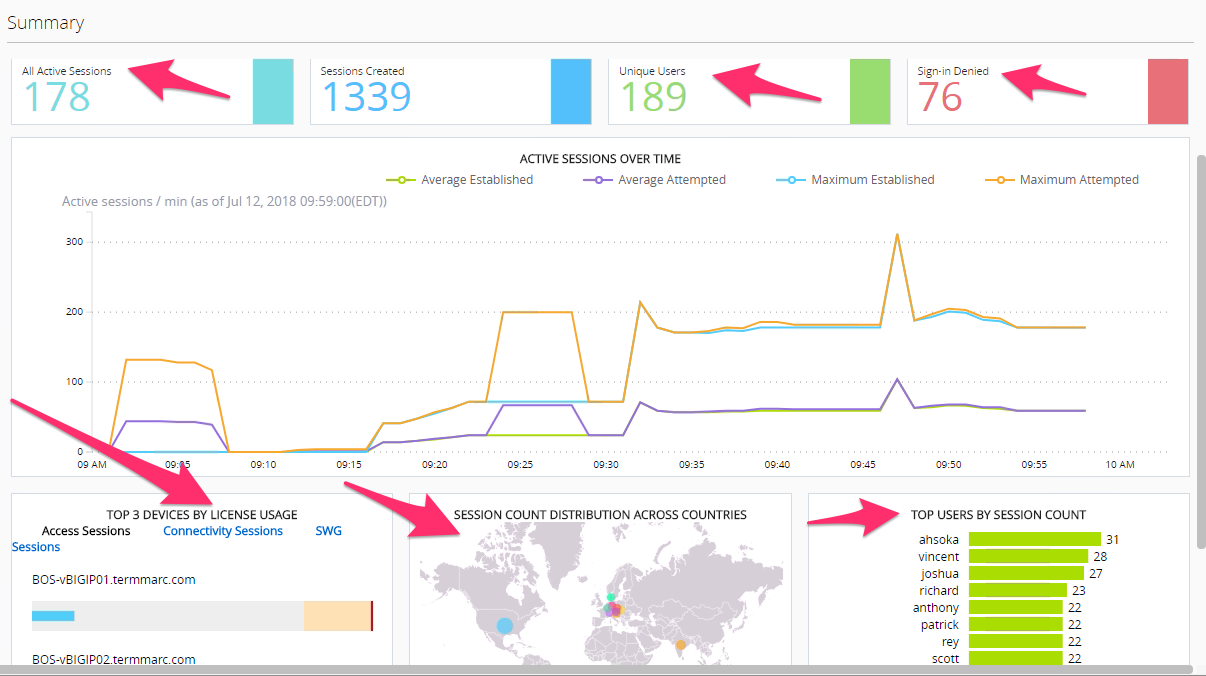 Summary
All Active Sessions
178
Sessions Created
1339
Unique Users
189
Sign-in Denied
76
ACTIVE SESSIONS OVER TIME
Average Established
Average Attempted
Maximum Established
Maximum Attempted
Active sessions / min (as of Jul 12, 2018 09:59:00(EDT))
300
200
100
0
09 AM
09:05
09:10
09:15
09:20
09:25
09:30
09:35
09:40
09:45
09:50
09:55
10 AM
TOP 3 DEVICES BY LICENSE USAGE
Access Sessions Connectivity Sessions SWG
Sessions
BOS-vBIGIP01.termmarc.com
BOS-vBIGIP02.termmarc.com
SESSION COUNT DISTRIBUTION ACROSS COUNTRIES
TOP USERS BY SESSION COUNT
ahsoka 31
vincent 28
joshua 27
richard 23
anthony 22
patrick 22
rey 22
scott 22